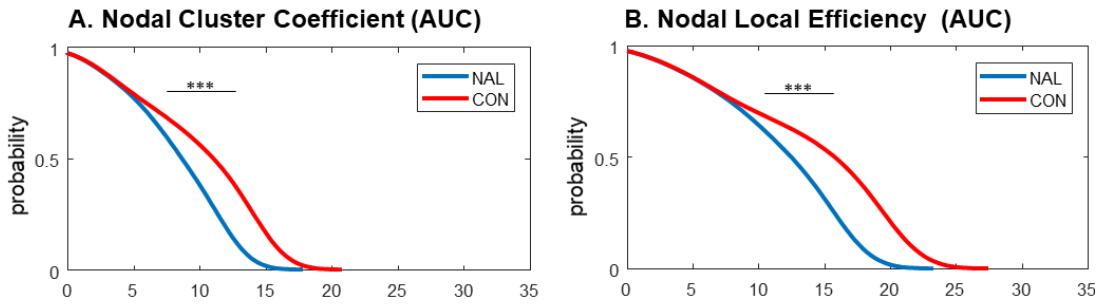 A. Nodal Cluster Coefficient (AUC)
1
NAL
CON
***
probability
0.5
0
0 5 10 15 20 25 30 35
B. Nodal Local Efficiency (AUC)
1
NAL
CON
***
probability
0.5
0
0 5 10 15 20 25 30 35